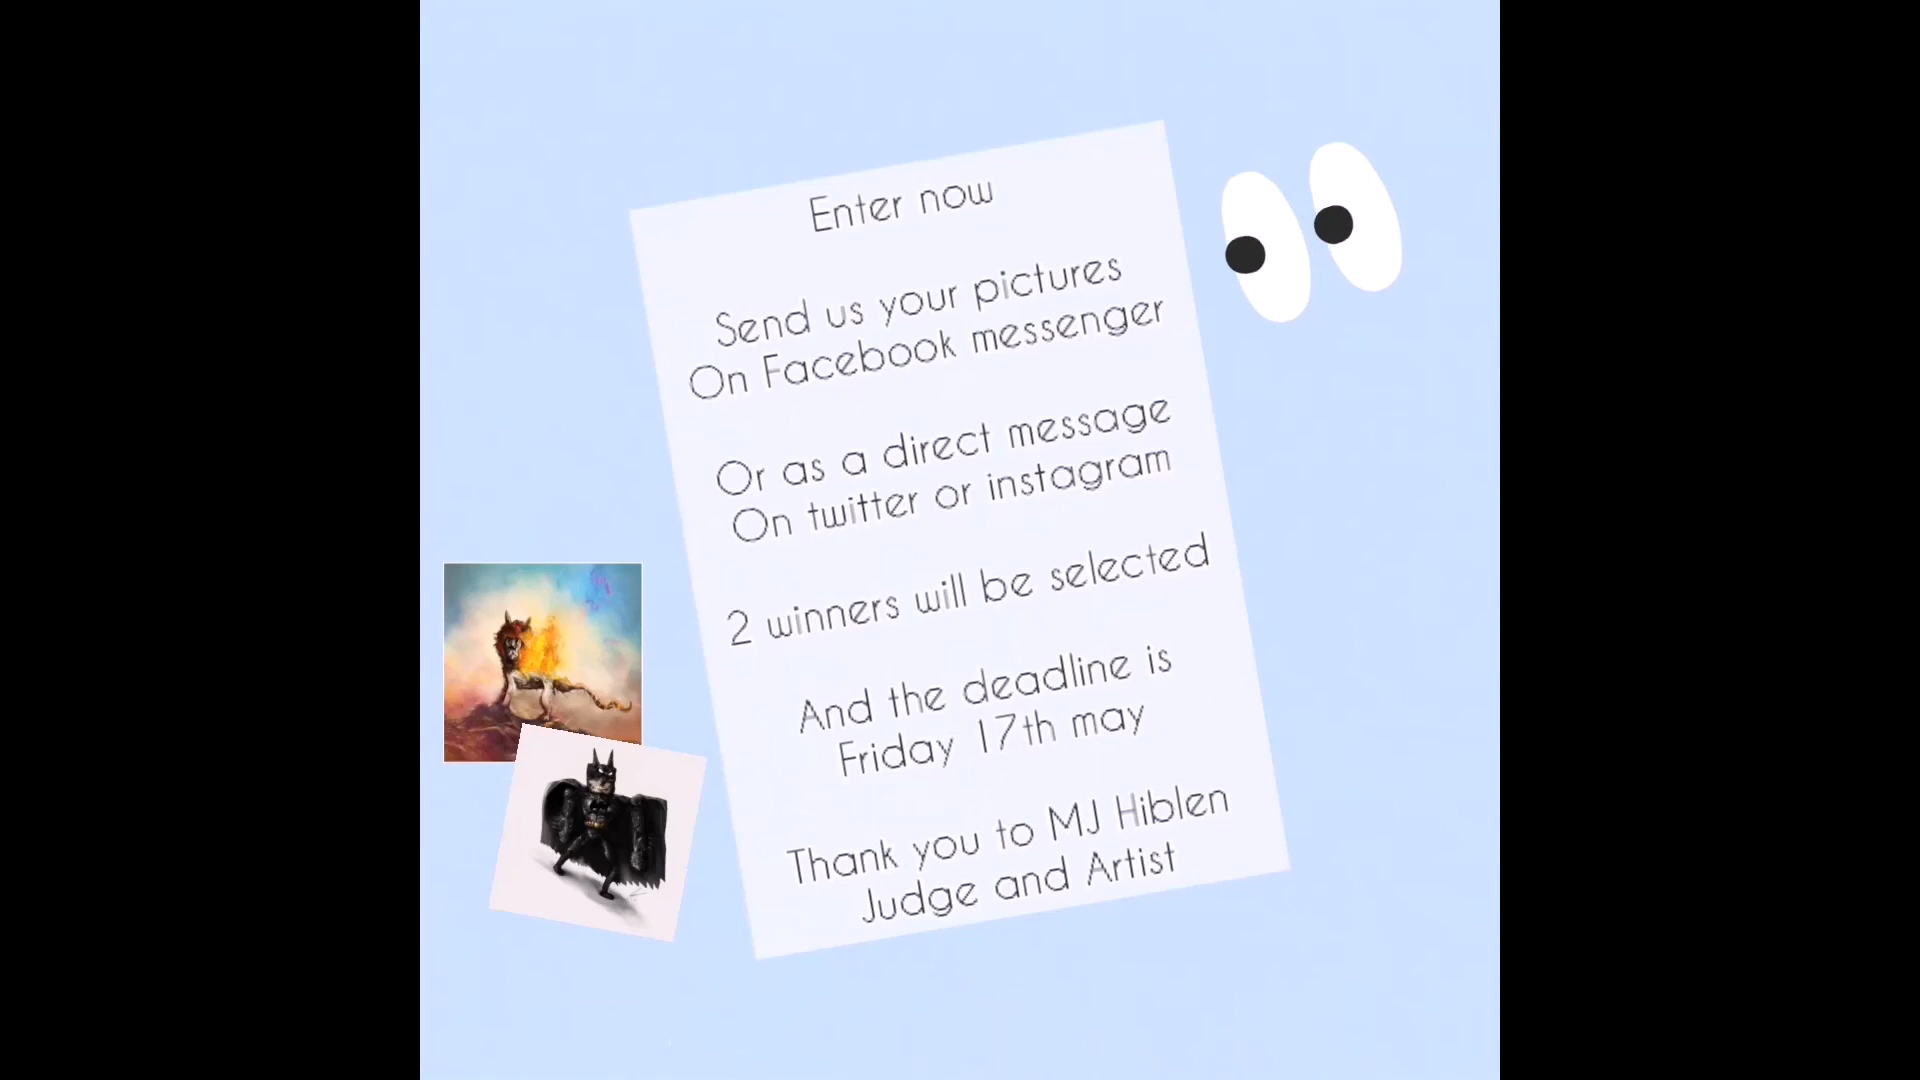 Enter now
Send us your pictures
On Facebook messenger
Or as a direct message
On twitter or instagram
2 winners will be selected
And the deadline is
Friday 17th may
Thank you to MJ Hiblen
Judge and Artist